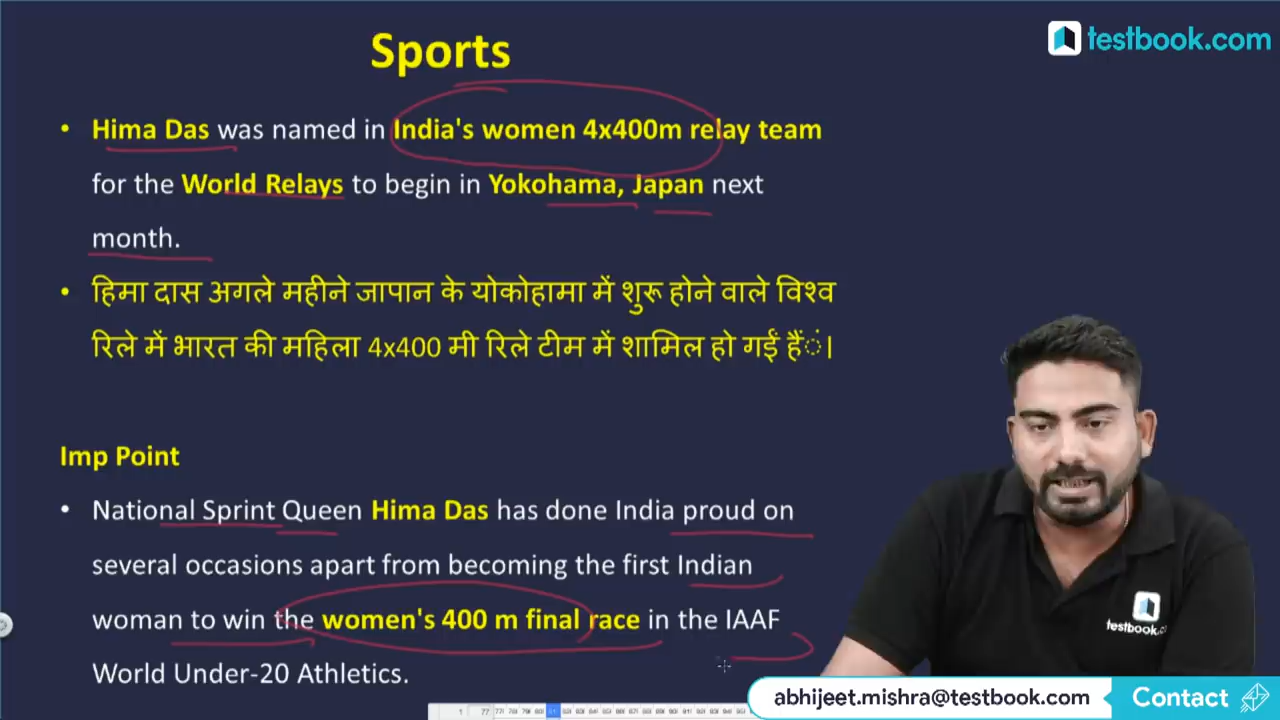 Sports
testbook.com
• Hima Das was named in India's women 4x400m relay team
for the World Relays to begin in Yokohama, Japan next
month.
• हिमा दास अगले महीने जापान के योकोहामा में शुरू होने वाले विश्व
रिले में भारत की महिला 4x400 मी रिले टीम में शामिल हो गईं हैंं।
Imp Point
• National Sprint Queen Hima Das has done India proud on
several occasions apart from becoming the first Indian
woman to win the women's 400 m final race in the IAAF
World Under-20 Athletics.
testbook.com
abhijeet.mishra@testbook.com
Contact